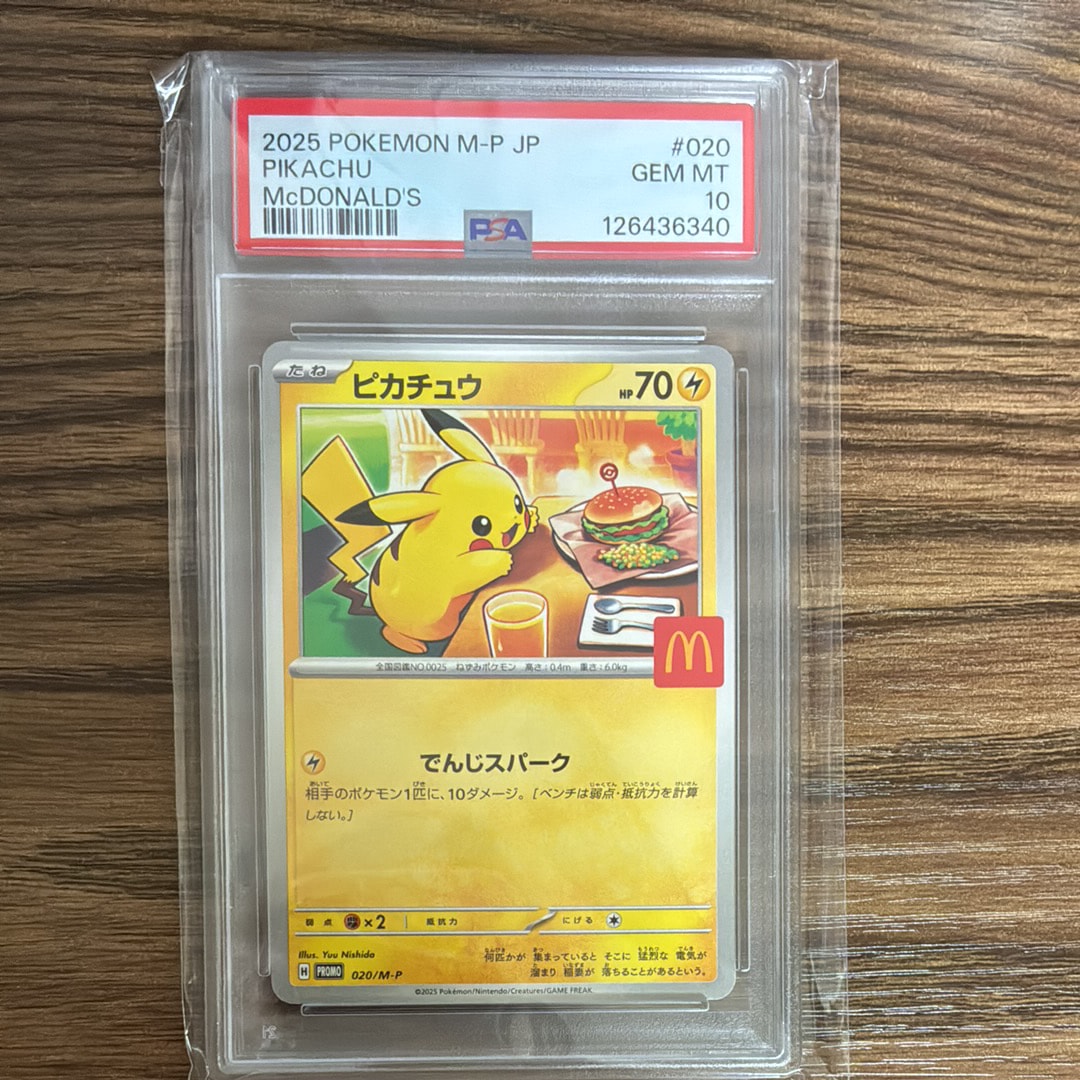 2025 POKEMON M-P JP #020
PIKACHU GEM MT
McDONALD'S 10
PSA 126436340
たね ピカチュウ HP70
M
全国図鑑NO.0025 ねずみポケモン 高さ:0.4m 重さ:6.0kg
でんじスパーク
相手のポケモン1匹に、10ダメージ。[ベンチは弱点・抵抗力を計算
しない。]
弱点 ×2 抵抗力 にげる
Illus. Yuu Nishida
何匹かが 集まっていると そこに 猛烈な 電気が
溜まり 稲妻が 落ちることがあるという。
H PROMO 020/M-P
©2025 Pokémon/Nintendo/Creatures/GAME FREAK